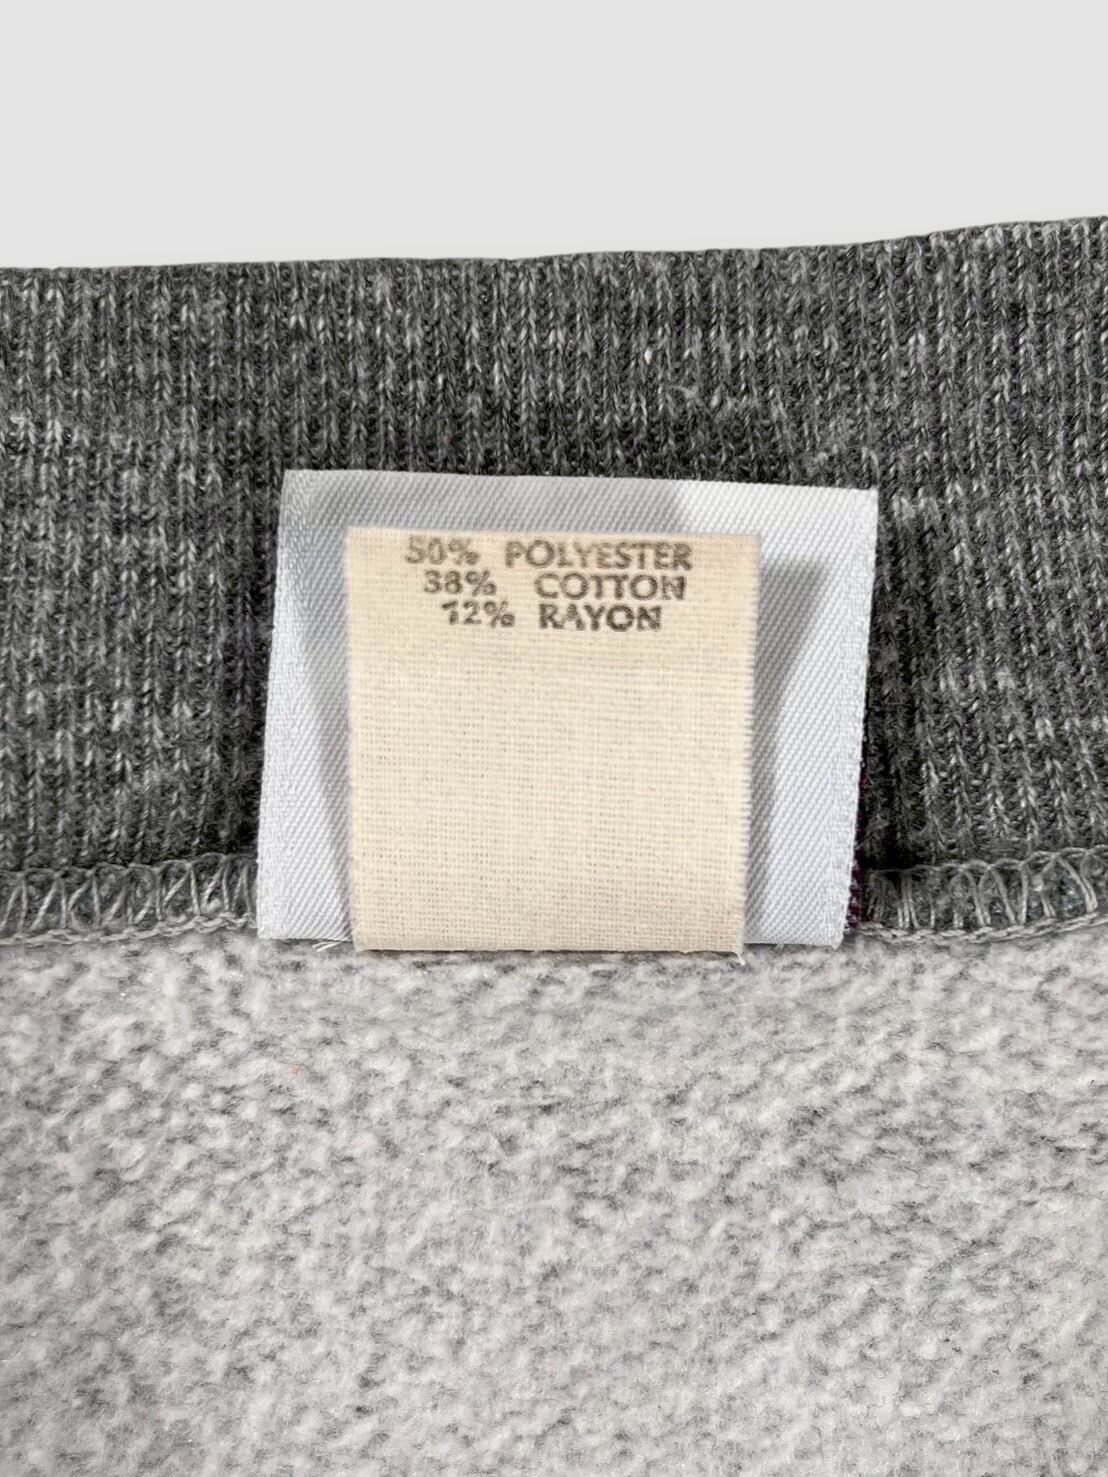 50% POLYESTER
38% COTTON
12% RAYON